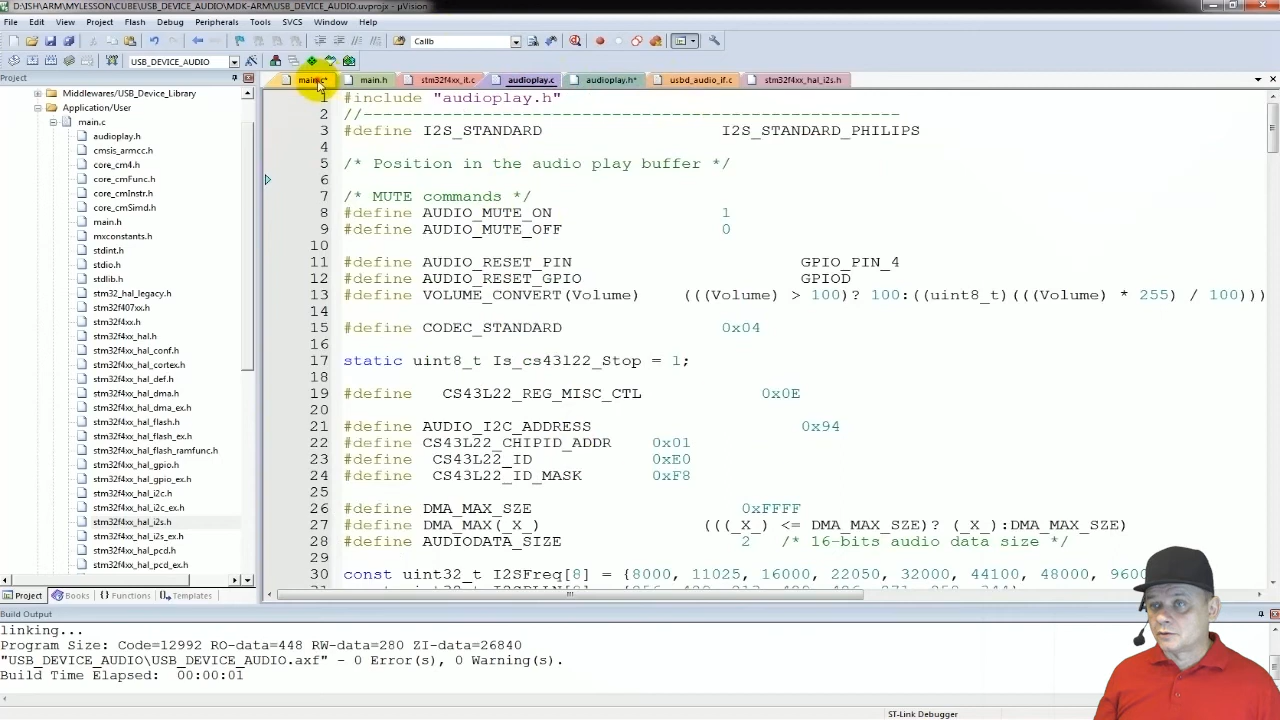 D:\ISH\ARM\MYLESSON\CUBE\USB_DEVICE_AUDIO\MDK-ARM\USB_DEVICE_AUDIO.uvprojx - µVision
File Edit View Project Flash Debug Peripherals Tools SVCS Window Help
Callb
USB_DEVICE_AUDIO
Project
Middlewares/USB_Device_Library
Application/User
main.c
audioplay.h
cmsis_armcc.h
core_cm4.h
core_cmFunc.h
core_cmInstr.h
core_cmSimd.h
main.h
mxconstants.h
stdint.h
stdio.h
stdlib.h
stm32_hal_legacy.h
stm32f407xx.h
stm32f4xx.h
stm32f4xx_hal.h
stm32f4xx_hal_conf.h
stm32f4xx_hal_cortex.h
stm32f4xx_hal_def.h
stm32f4xx_hal_dma.h
stm32f4xx_hal_dma_ex.h
stm32f4xx_hal_flash.h
stm32f4xx_hal_flash_ex.h
stm32f4xx_hal_flash_ramfunc.h
stm32f4xx_hal_gpio.h
stm32f4xx_hal_gpio_ex.h
stm32f4xx_hal_i2c.h
stm32f4xx_hal_i2c_ex.h
stm32f4xx_hal_i2s.h
stm32f4xx_hal_i2s_ex.h
stm32f4xx_hal_pcd.h
stm32f4xx_hal_pcd_ex.h
Project Books Functions Templates
main.c* main.h stm32f4xx_it.c audioplay.c audioplay.h* usbd_audio_if.c stm32f4xx_hal_i2s.h
1 #include "audioplay.h"
2 //--------------------------------------------------------
3 #define I2S_STANDARD I2S_STANDARD_PHILIPS
4
5 /* Position in the audio play buffer */
6
7 /* MUTE commands */
8 #define AUDIO_MUTE_ON 1
9 #define AUDIO_MUTE_OFF 0
10
11 #define AUDIO_RESET_PIN GPIO_PIN_4
12 #define AUDIO_RESET_GPIO GPIOD
13 #define VOLUME_CONVERT(Volume) (((Volume) > 100)? 100:((uint8_t)(((Volume) * 255) / 100)))
14
15 #define CODEC_STANDARD 0x04
16
17 static uint8_t Is_cs43l22_Stop = 1;
18
19 #define CS43L22_REG_MISC_CTL 0x0E
20
21 #define AUDIO_I2C_ADDRESS 0x94
22 #define CS43L22_CHIPID_ADDR 0x01
23 #define CS43L22_ID 0xE0
24 #define CS43L22_ID_MASK 0xF8
25
26 #define DMA_MAX_SZE 0xFFFF
27 #define DMA_MAX(_X_) (((_X_) <= DMA_MAX_SZE)? (_X_):DMA_MAX_SZE)
28 #define AUDIODATA_SIZE 2 /* 16-bits audio data size */
29
30 const uint32_t I2SFreq[8] = {8000, 11025, 16000, 22050, 32000, 44100, 48000, 9600
Build Output
linking...
Program Size: Code=12992 RO-data=448 RW-data=280 ZI-data=26840
"USB_DEVICE_AUDIO\USB_DEVICE_AUDIO.axf" - 0 Error(s), 0 Warning(s).
Build Time Elapsed: 00:00:01
ST-Link Debugger